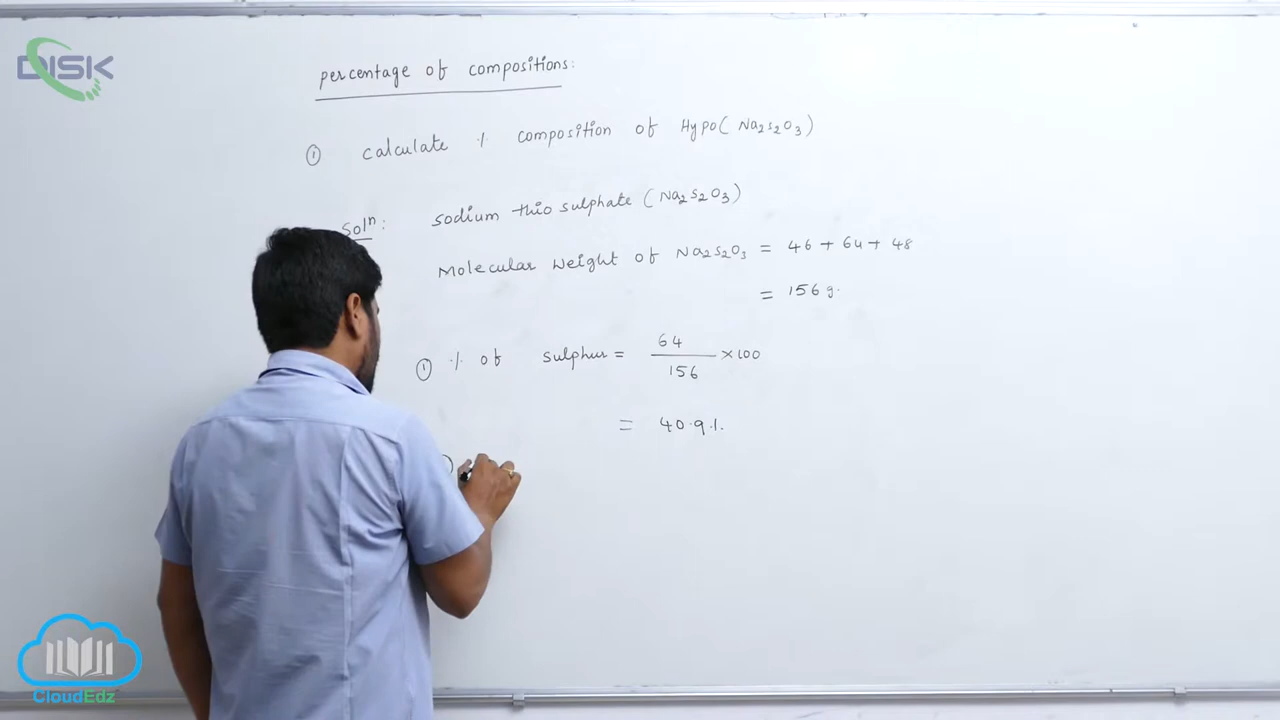 DISK
percentage of compositions:
① calculate % composition of Hypo(Na2S2O3)
Solⁿ: sodium thio sulphate (Na2S2O3)
Molecular Weight of Na2S2O3 = 46 + 64 + 48
= 156 g.
① % of sulphur = 64/156 × 100
= 40.9%.
CloudEdz